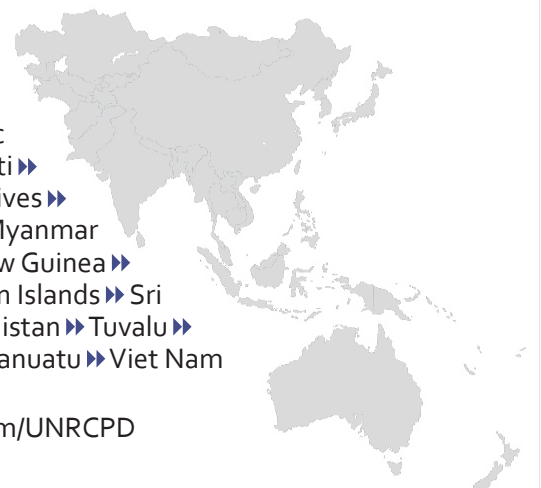 c
ti ▸▸
ives ▸▸
Myanmar
w Guinea ▸▸
n Islands ▸▸ Sri
istan ▸▸ Tuvalu ▸▸
anuatu ▸▸ Viet Nam
m/UNRCPD